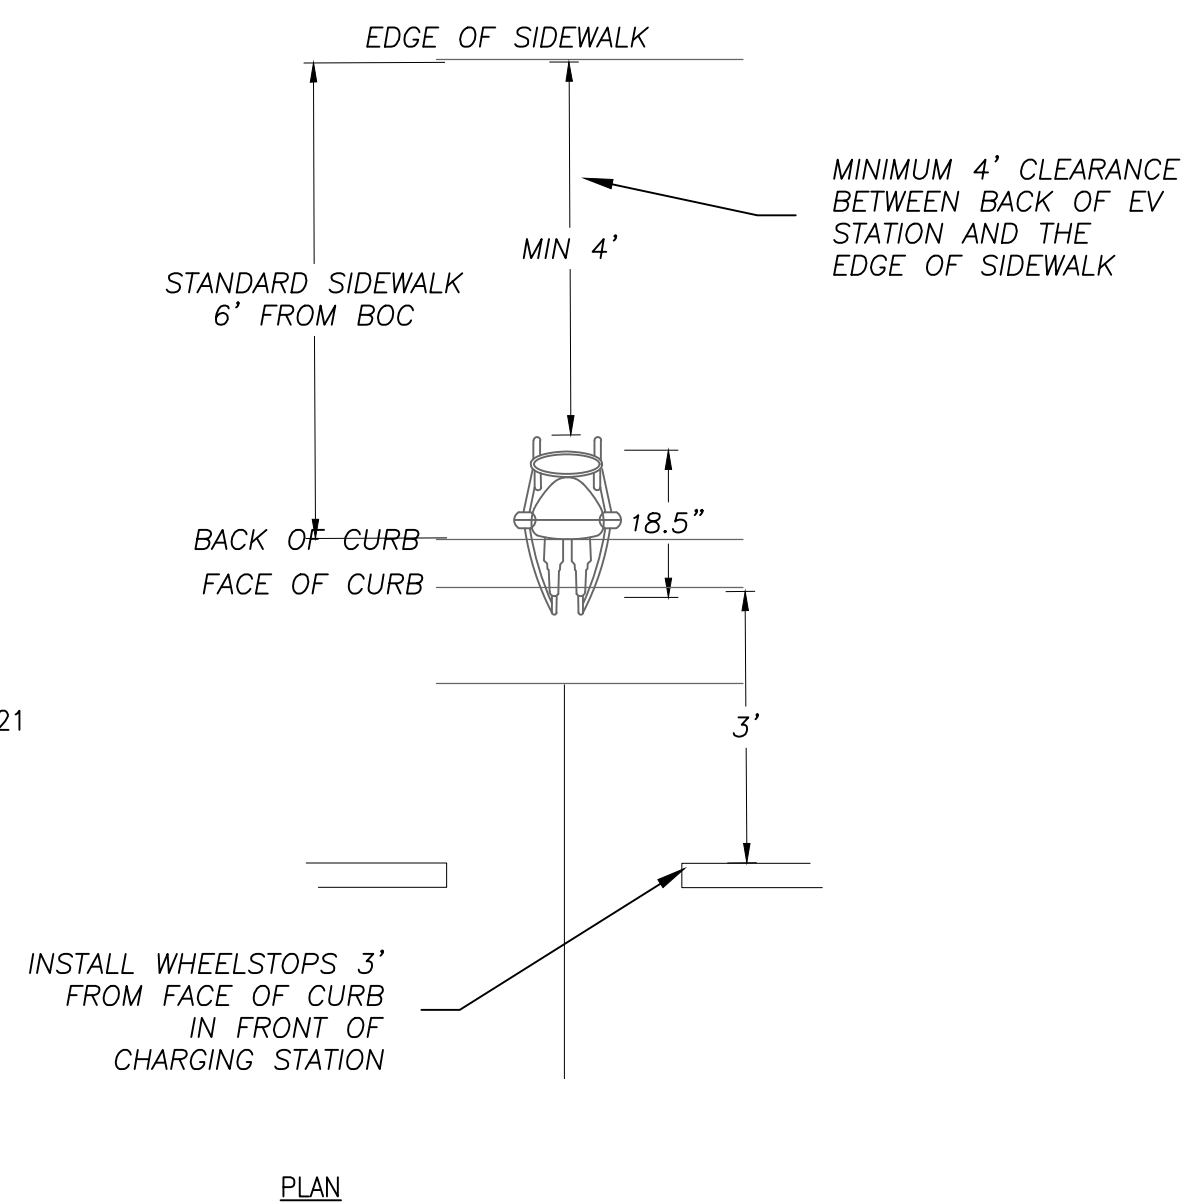 EDGE OF SIDEWALK
MINIMUM 4' CLEARANCE
BETWEEN BACK OF EV
STATION AND THE
EDGE OF SIDEWALK
MIN 4'
STANDARD SIDEWALK
6' FROM BOC
18.5"
BACK OF CURB
FACE OF CURB
21
3'
INSTALL WHEELSTOPS 3'
FROM FACE OF CURB
IN FRONT OF
CHARGING STATION
PLAN